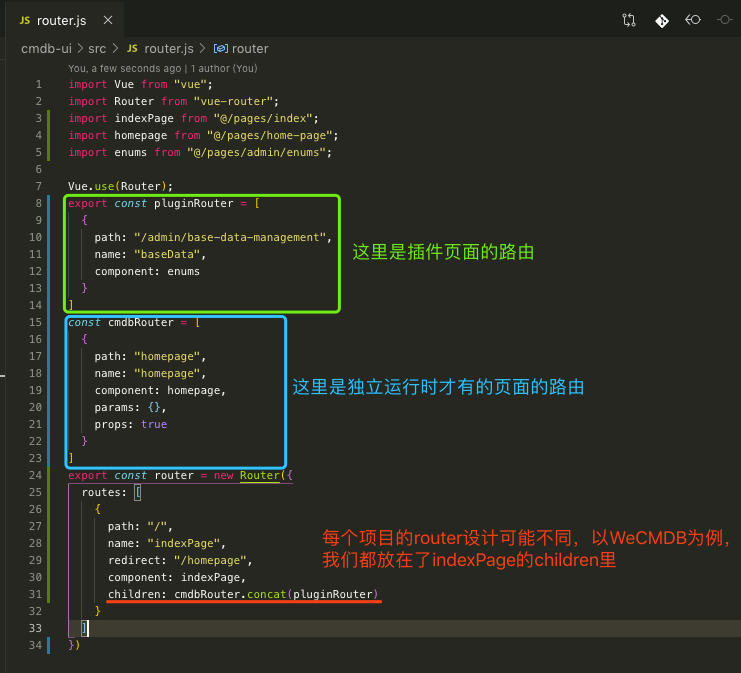 JS router.js ×
cmdb-ui > src > JS router.js > router
You, a few seconds ago | 1 author (You)
1 import Vue from "vue";
2 import Router from "vue-router";
3 import indexPage from "@/pages/index";
4 import homepage from "@/pages/home-page";
5 import enums from "@/pages/admin/enums";
6
7 Vue.use(Router);
8 export const pluginRouter = [
9 {
10 path: "/admin/base-data-management",
这里是插件页面的路由
11 name: "baseData",
12 component: enums
13 }
14 ]
15 const cmdbRouter = [
16 {
17 path: "homepage",
18 name: "homepage",
这里是独立运行时才有的页面的路由
19 component: homepage,
20 params: {},
21 props: true
22 }
23 ]
24 export const router = new Router({
25 routes: [
26 {
27 path: "/",
28 name: "indexPage",
每个项目的router设计可能不同，以WeCMDB为例，
29 redirect: "/homepage",
我们都放在了indexPage的children里
30 component: indexPage,
31 children: cmdbRouter.concat(pluginRouter)
32 }
33 ]
34 })